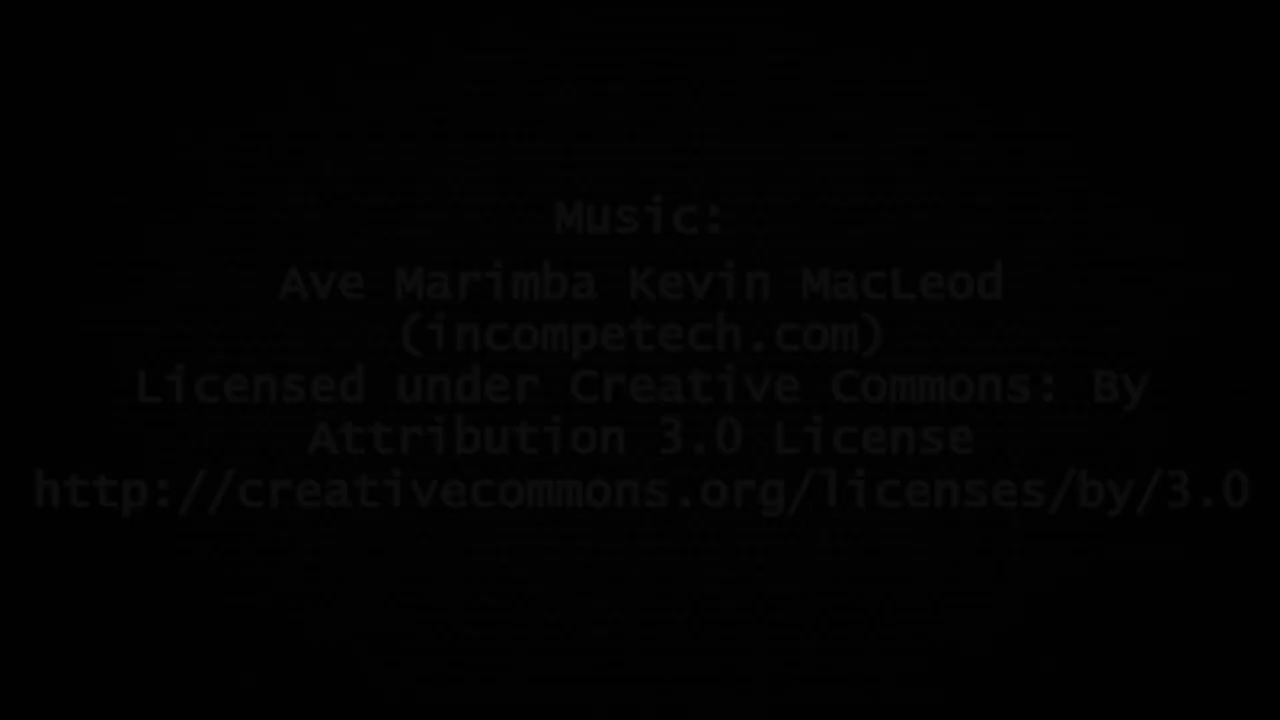 Music:
Ave Marimba Kevin MacLeod
(incompetech.com)
Licensed under Creative Commons: By
Attribution 3.0 License
http://creativecommons.org/licenses/by/3.0